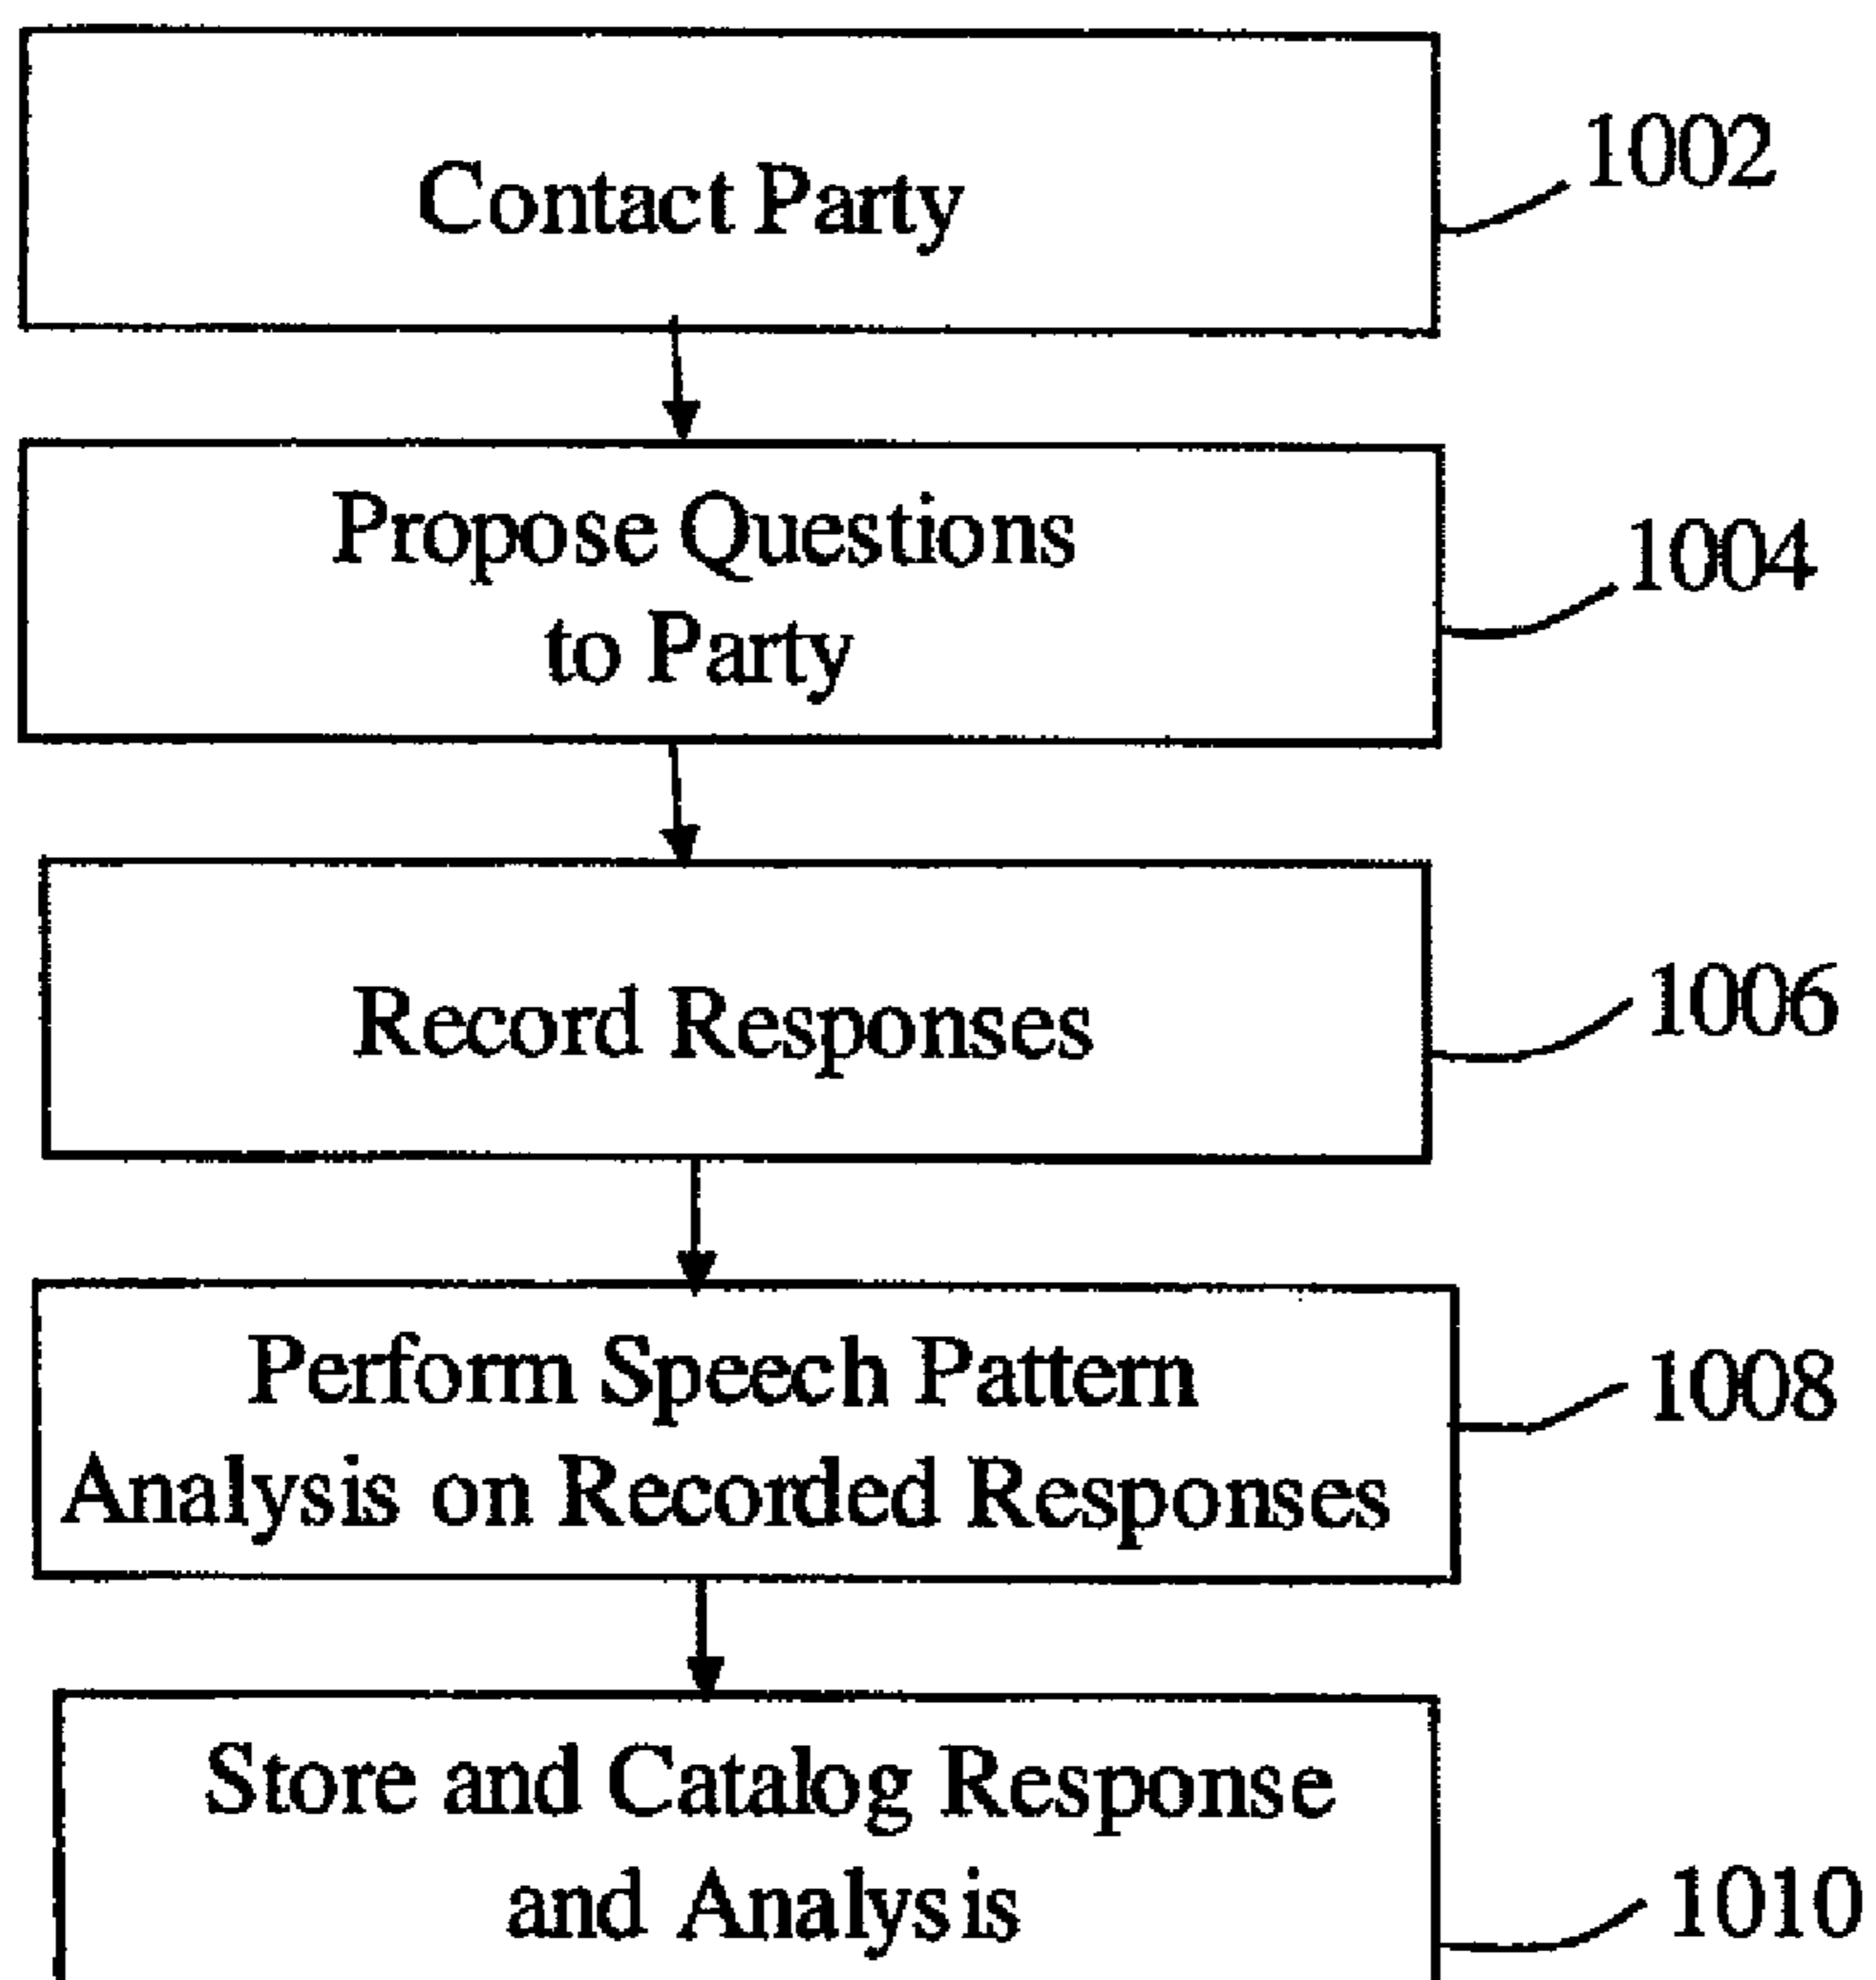 Contact Party
1002
Propose Questions
to Party
1004
Record Responses
1006
Perform Speech Pattern
Analysis on Recorded Responses
1008
Store and Catalog Response
and Analysis
1010